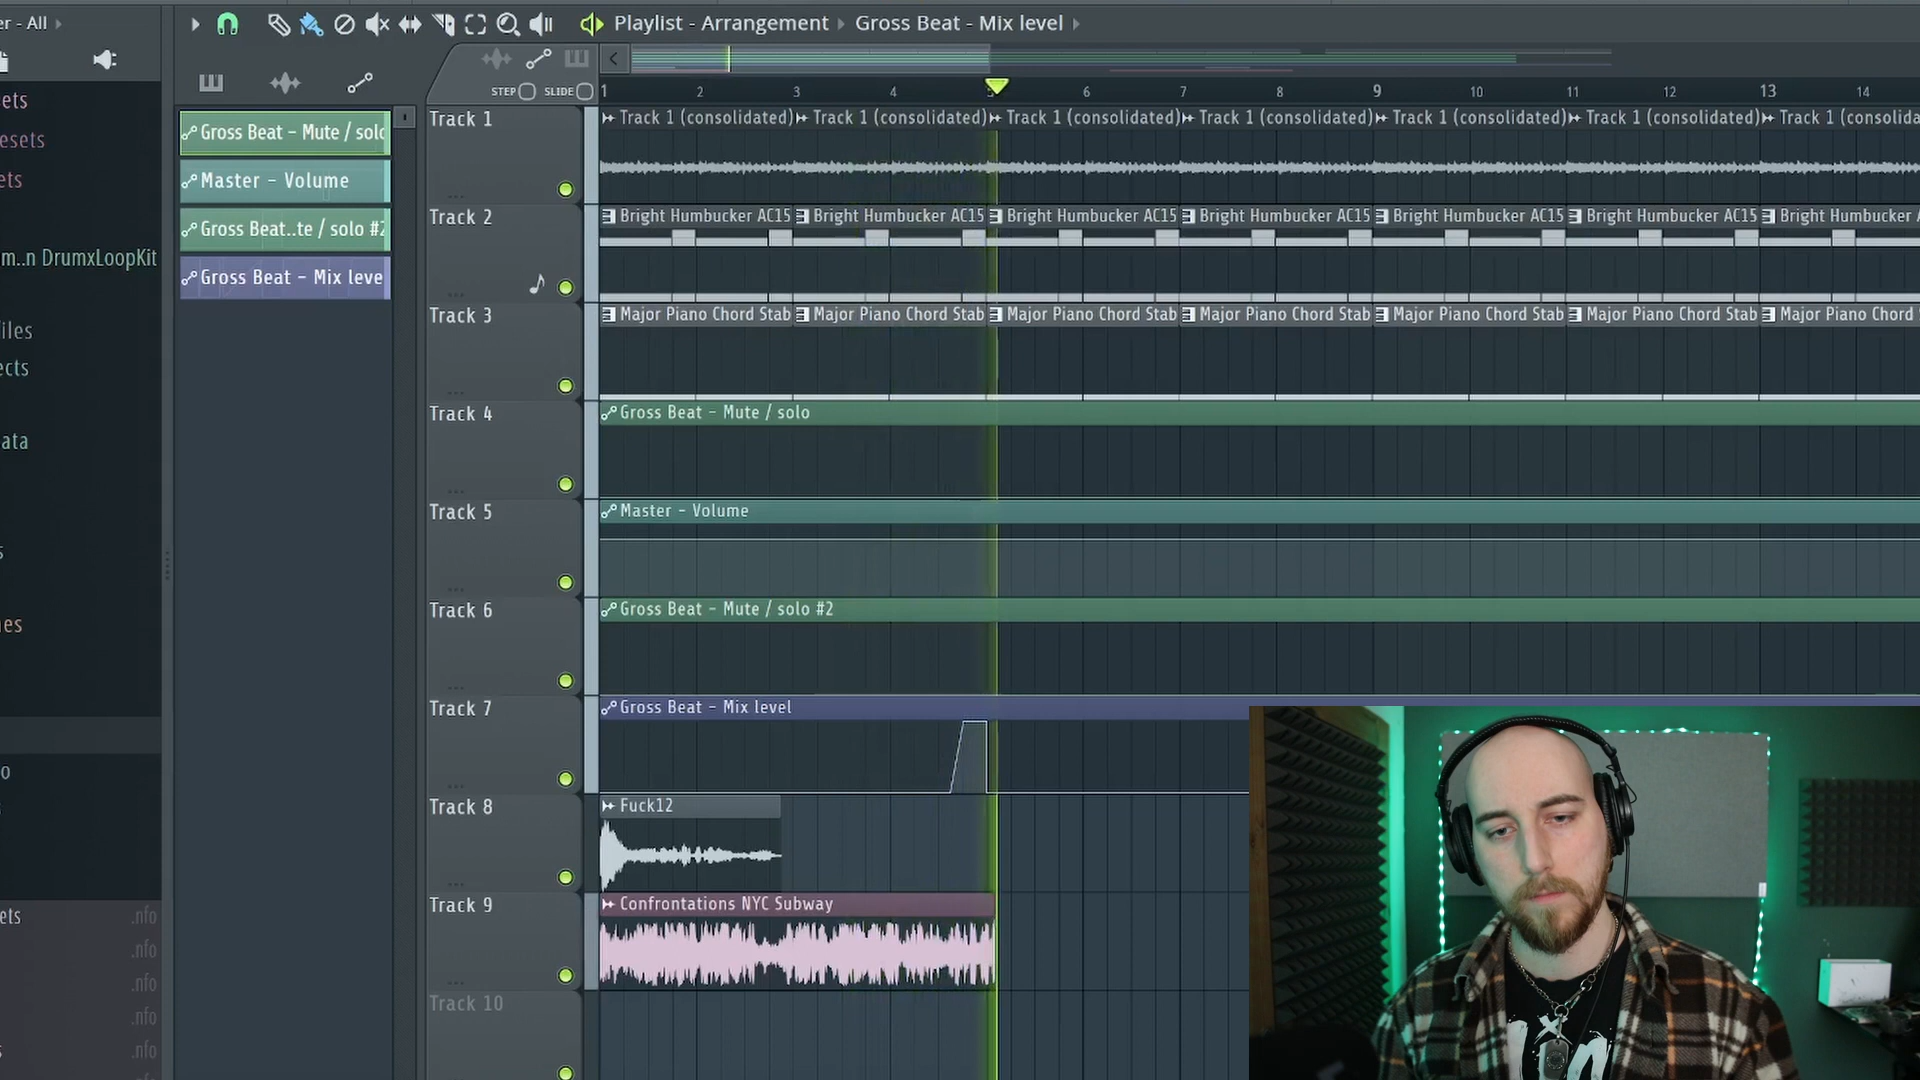 er - All
Playlist - Arrangement Gross Beat - Mix level
STEP SLIDE
1 2 3 4 5 6 7 8 9 10 11 12 13 14
ets
esets
ets
m..n DrumxLoopKit
iles
ects
ata
s
es
o
ets .nfo
.nfo
.nfo
.nfo
s .nfo
Gross Beat - Mute / solo
Master - Volume
Gross Beat..te / solo #2
Gross Beat - Mix leve
Track 1 Track 1 (consolidated) Track 1 (consolidated) Track 1 (consolidated) Track 1 (consolidated) Track 1 (consolidated) Track 1 (consolidated) Track 1 (consolida
Track 2 Bright Humbucker AC15 Bright Humbucker AC15 Bright Humbucker AC15 Bright Humbucker AC15 Bright Humbucker AC15 Bright Humbucker AC15 Bright Humbucker A
Track 3 Major Piano Chord Stab Major Piano Chord Stab Major Piano Chord Stab Major Piano Chord Stab Major Piano Chord Stab Major Piano Chord Stab Major Piano Chord
Track 4 Gross Beat - Mute / solo
Track 5 Master - Volume
Track 6 Gross Beat - Mute / solo #2
Track 7 Gross Beat - Mix level
Track 8 Fuck12
Track 9 Confrontations NYC Subway
Track 10